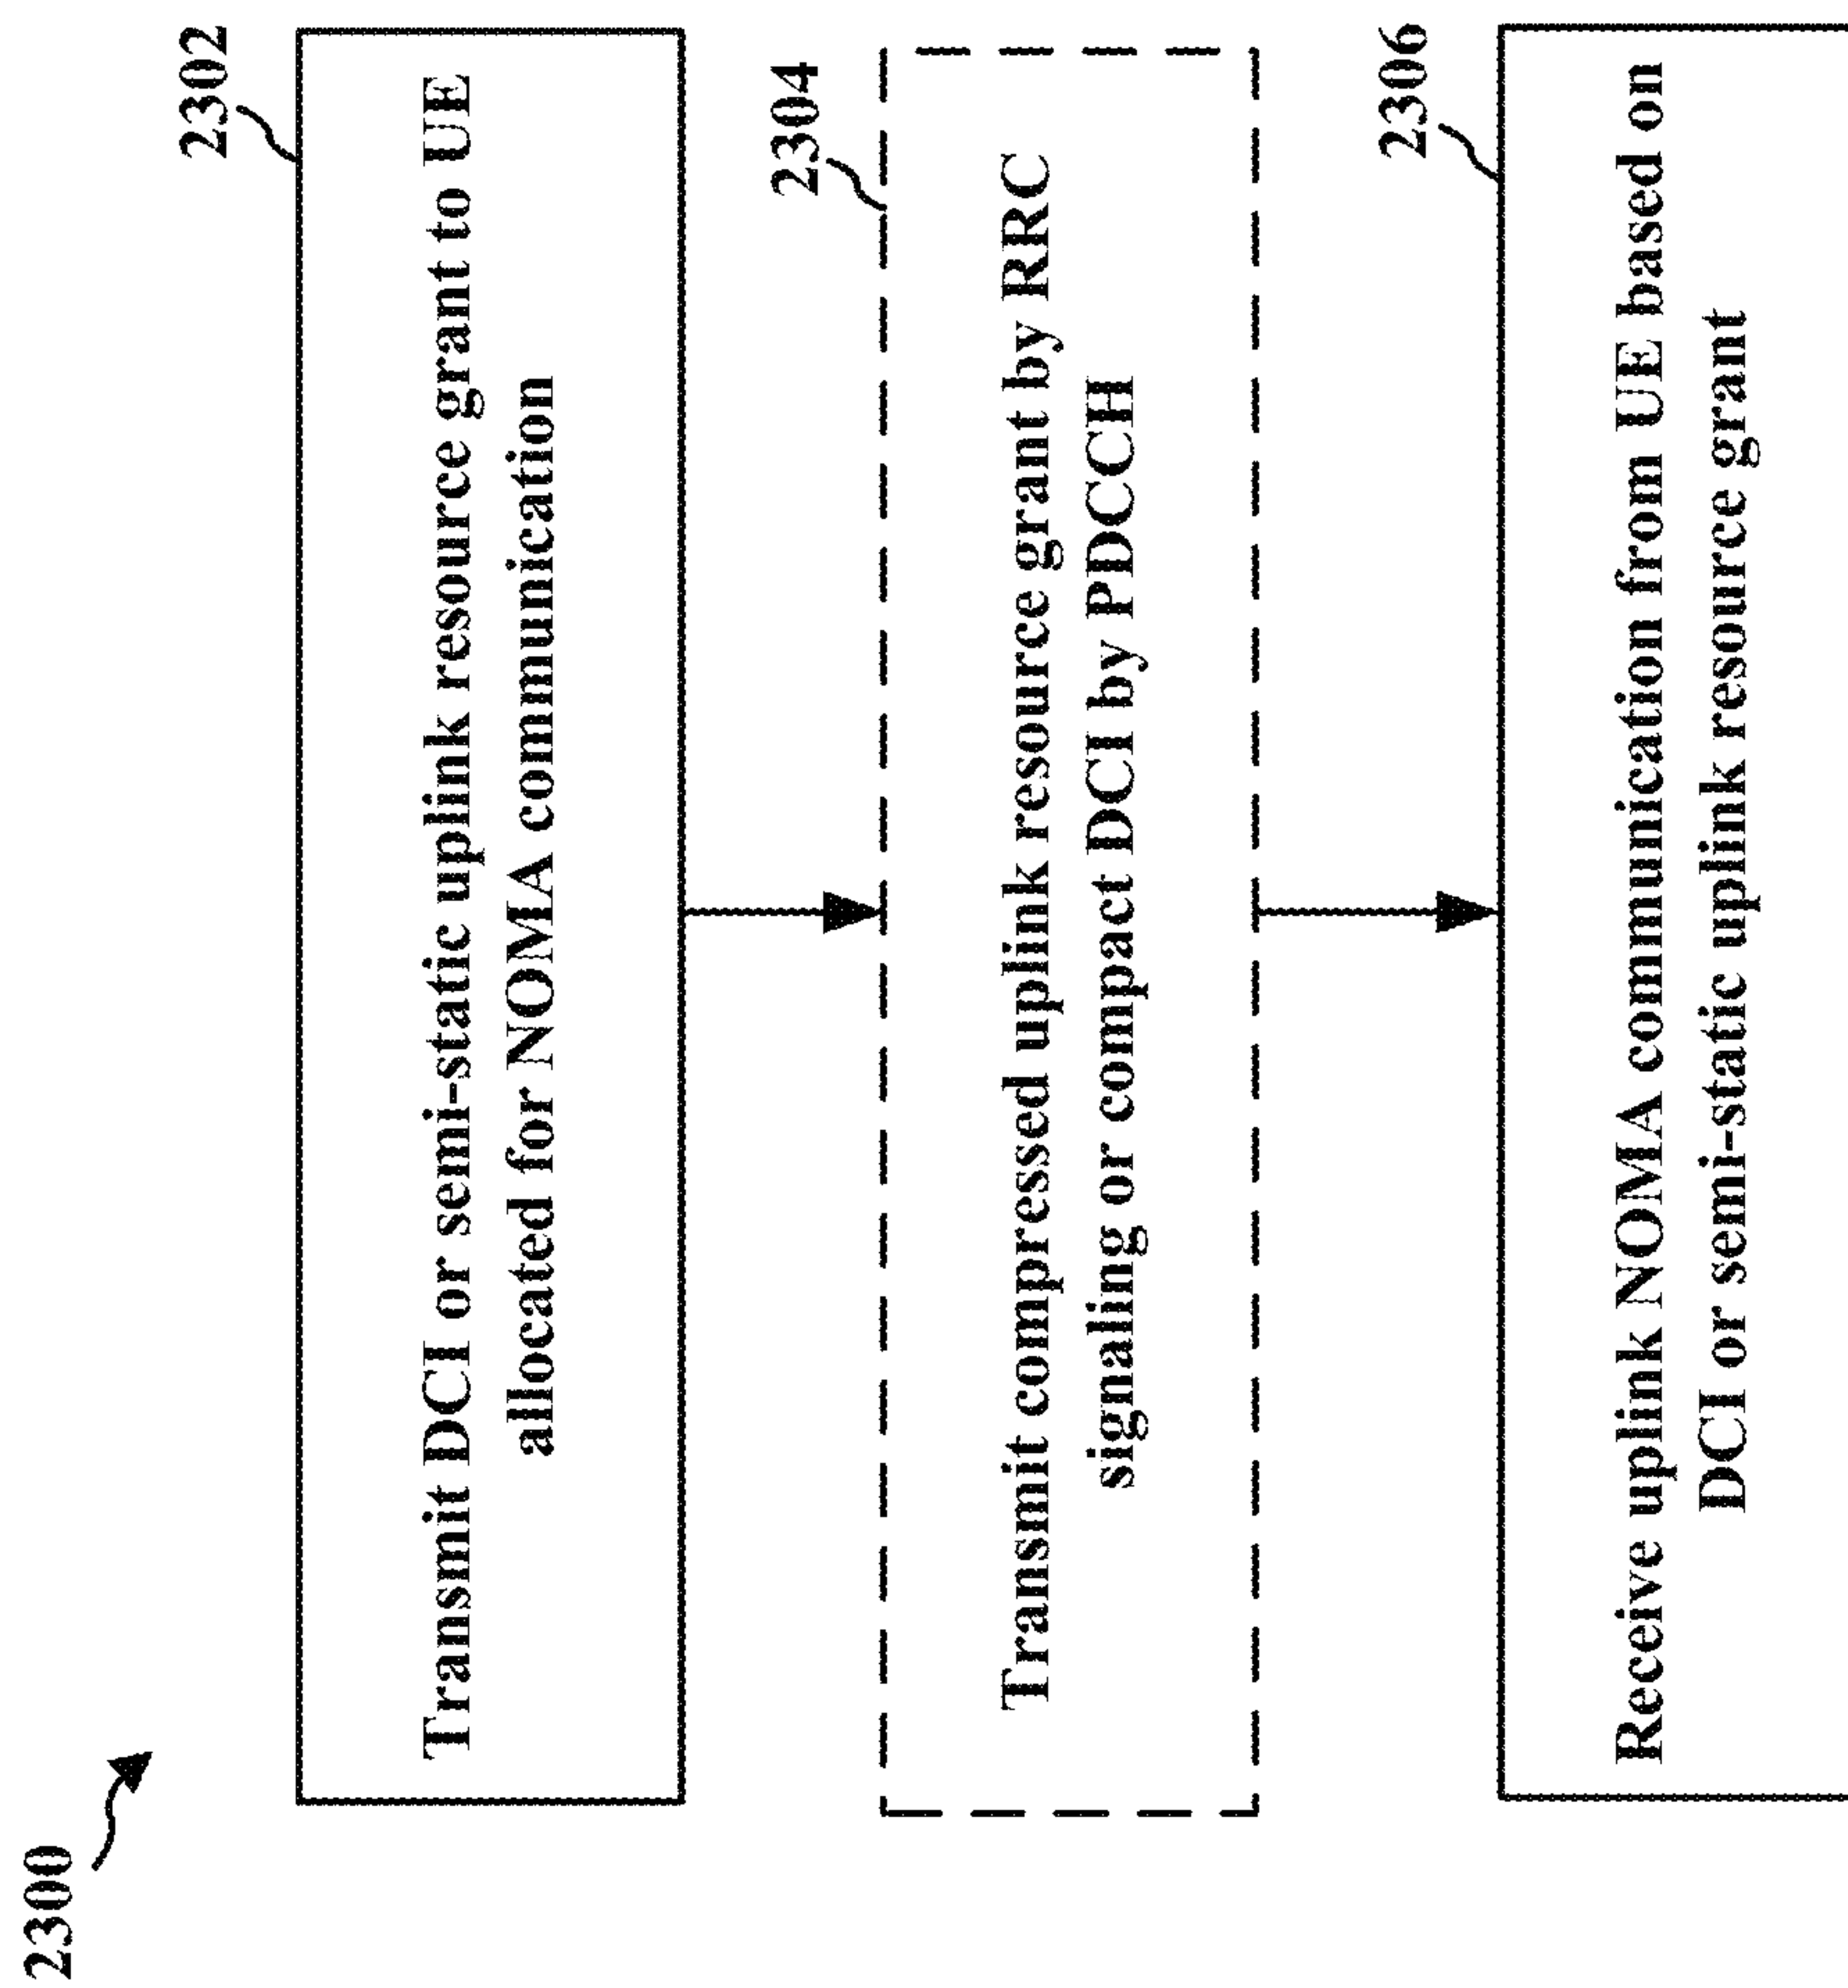 2300
2302
Transmit DCI or semi-static uplink resource grant to UE
allocated for NOMA communication
2304
Transmit compressed uplink resource grant by RRC
signaling or compact DCI by PDCCH
2306
Receive uplink NOMA communication from UE based on
DCI or semi-static uplink resource grant